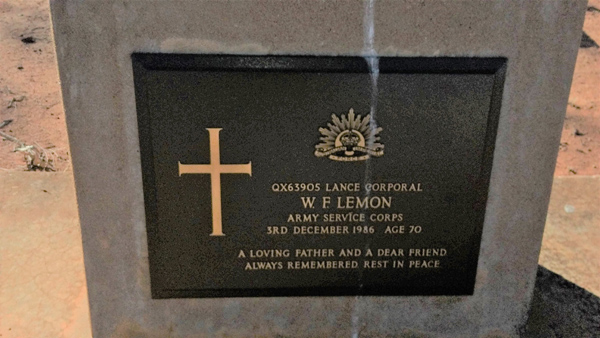 QX63905 LANCE CORPORAL
W. F. LEMON
ARMY SERVICE CORPS
3RD DECEMBER 1986 AGE 70
A LOVING FATHER AND A DEAR FRIEND
ALWAYS REMEMBERED REST IN PEACE